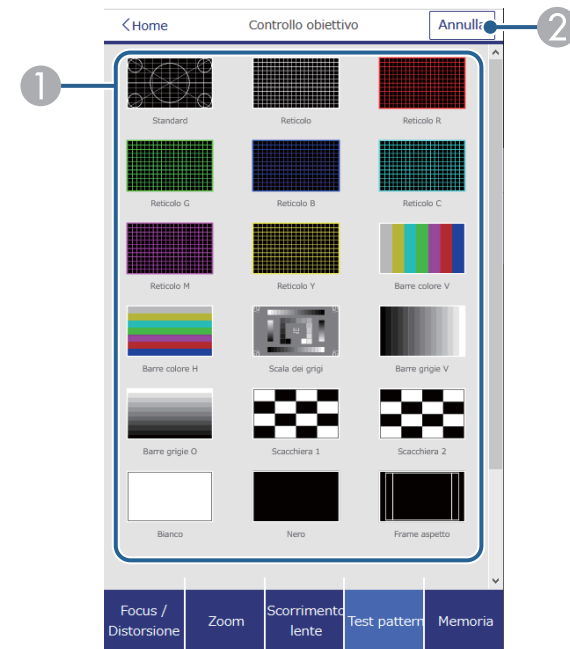 <Home Controllo obiettivo Annulla 2
1
Standard Reticolo Reticolo R
Reticolo G Reticolo B Reticolo C
Reticolo M Reticolo Y Barre colore V
Barre colore H Scala dei grigi Barre grigie V
Barre grigie O Scacchiera 1 Scacchiera 2
Bianco Nero Frame aspetto
Focus /
Distorsione
Zoom
Scorrimento
lente
Test pattern
Memoria